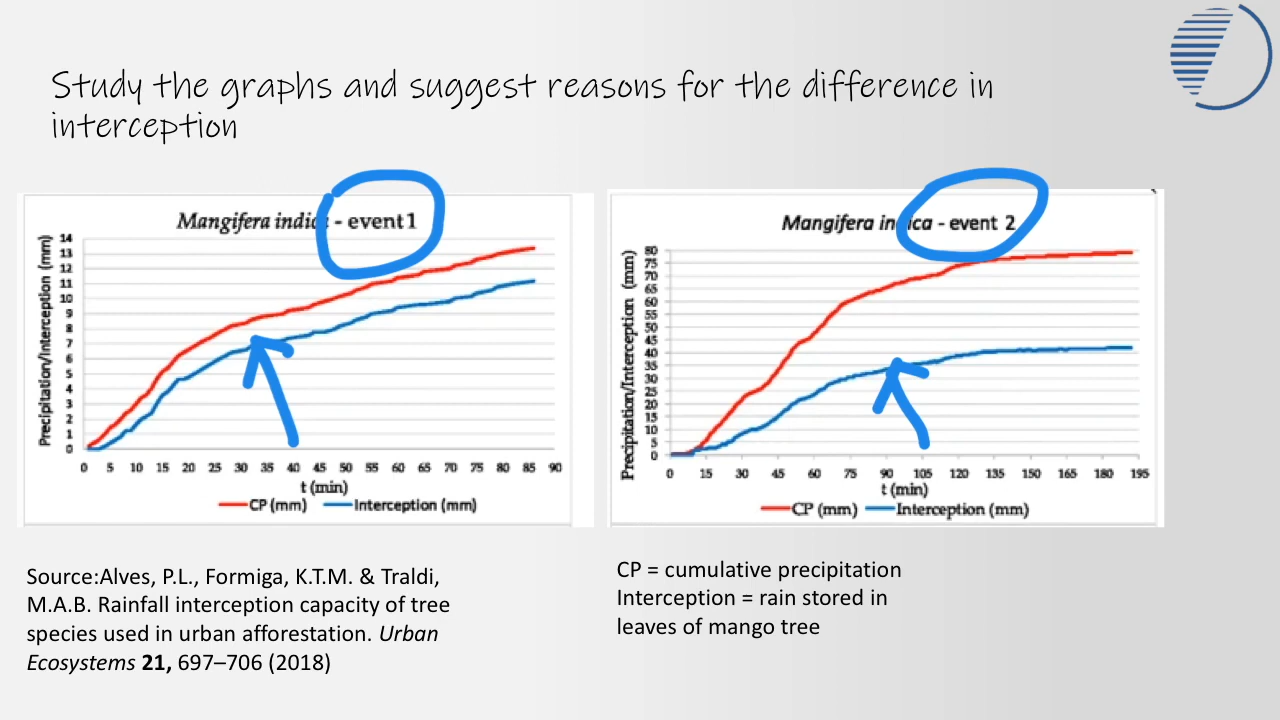 Study the graphs and suggest reasons for the difference in
interception
Mangifera indica - event 1
Precipitation/Interception (mm)
14
13
12
11
10
9
8
7
6
5
4
3
2
1
0
0 5 10 15 20 25 30 35 40 45 50 55 60 65 70 75 80 85 90
t (min)
CP (mm) Interception (mm)
Mangifera indica - event 2
Precipitation/Interception (mm)
80
75
70
65
60
55
50
45
40
35
30
25
20
15
10
5
0
0 15 30 45 60 75 90 105 120 135 150 165 180 195
t (min)
CP (mm) Interception (mm)
Source:Alves, P.L., Formiga, K.T.M. & Traldi,
M.A.B. Rainfall interception capacity of tree
species used in urban afforestation. Urban
Ecosystems 21, 697–706 (2018)
CP = cumulative precipitation
Interception = rain stored in
leaves of mango tree